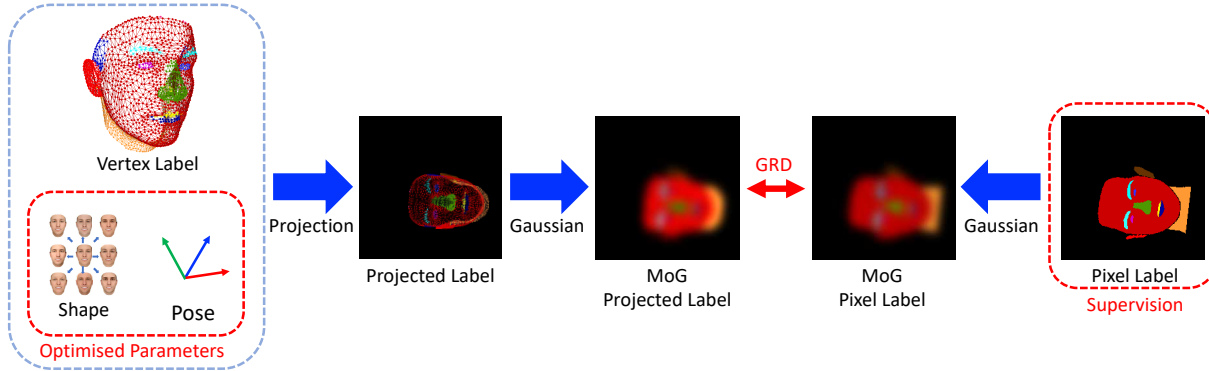 Vertex Label
Shape
Pose
Optimised Parameters
Projection
Projected Label
Gaussian
MoG
Projected Label
GRD
MoG
Pixel Label
Gaussian
Pixel Label
Supervision